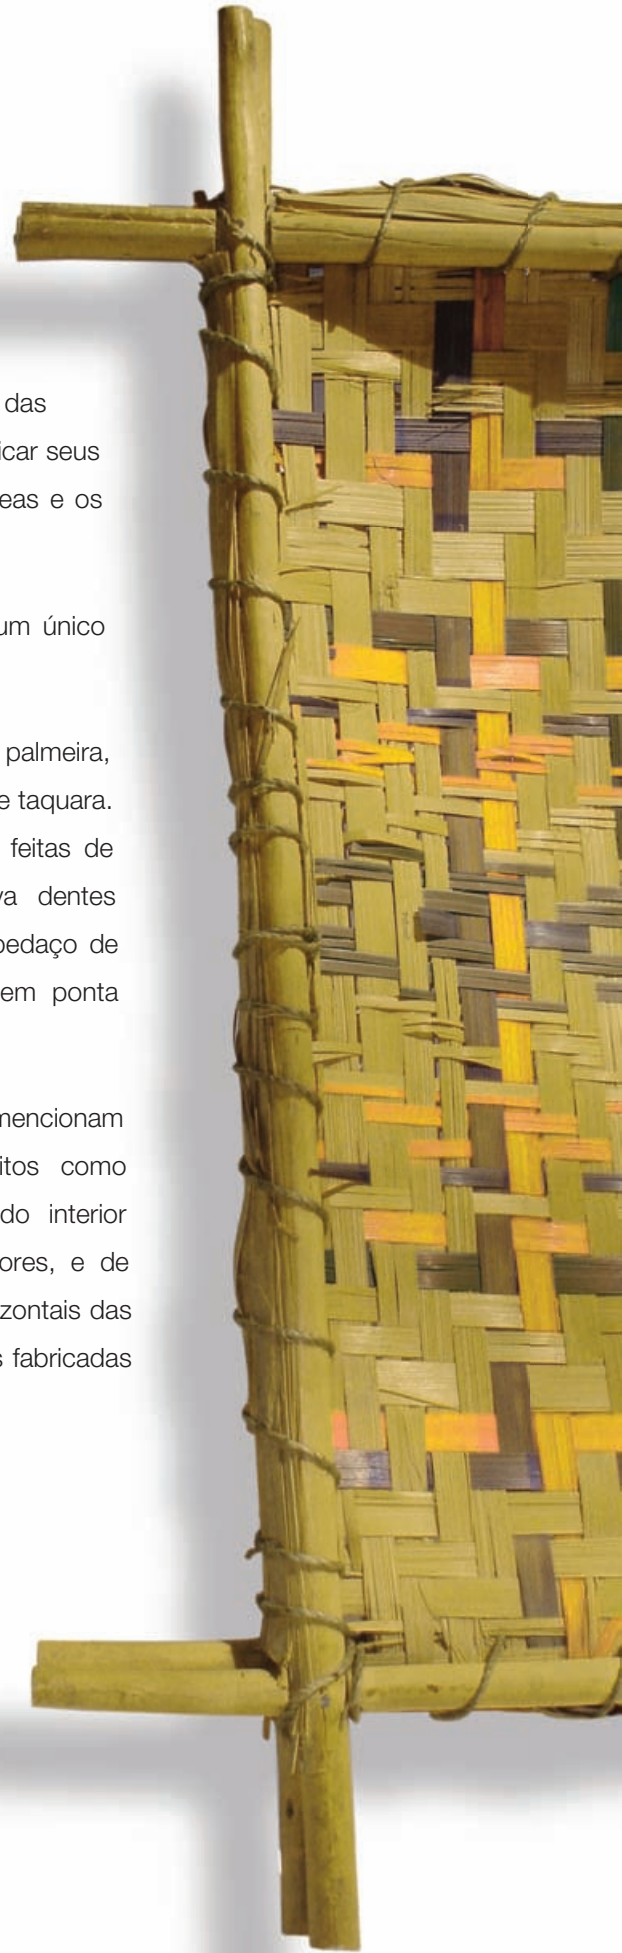 das
icar seus
eas e os
um único
palmeira,
e taquara.
feitas de
va dentes
pedaço de
em ponta
mencionam
itos como
do interior
ores, e de
zontais das
s fabricadas